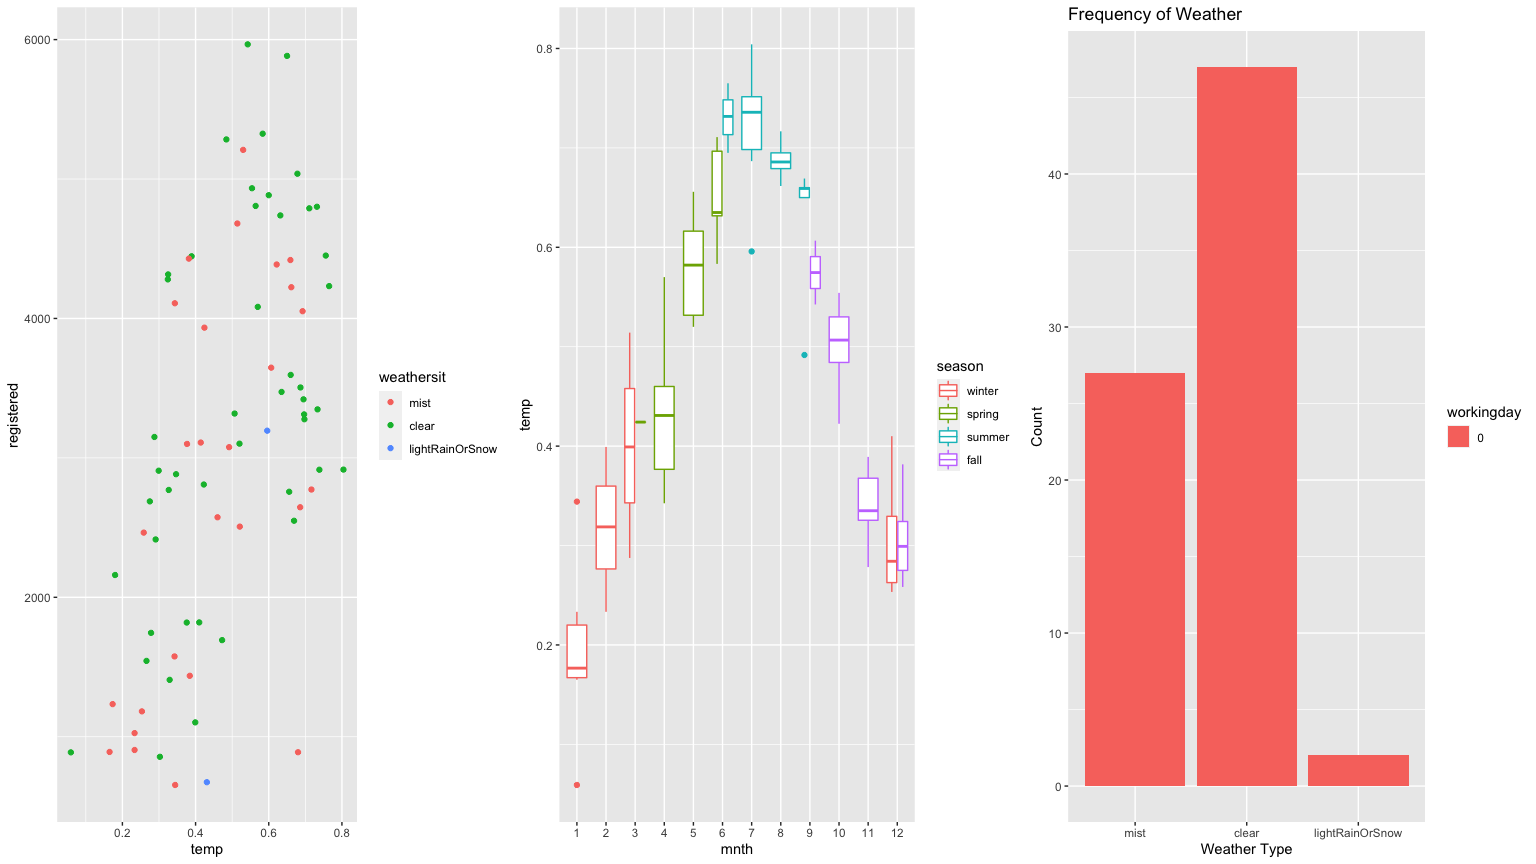 registered
6000
4000
2000
0.2 0.4 0.6 0.8
temp
weathersit
mist
clear
lightRainOrSnow
temp
0.8
0.6
0.4
0.2
1 2 3 4 5 6 7 8 9 10 11 12
mnth
season
winter
spring
summer
fall
Frequency of Weather
Count
40
30
20
10
0
mist clear lightRainOrSnow
Weather Type
workingday
0